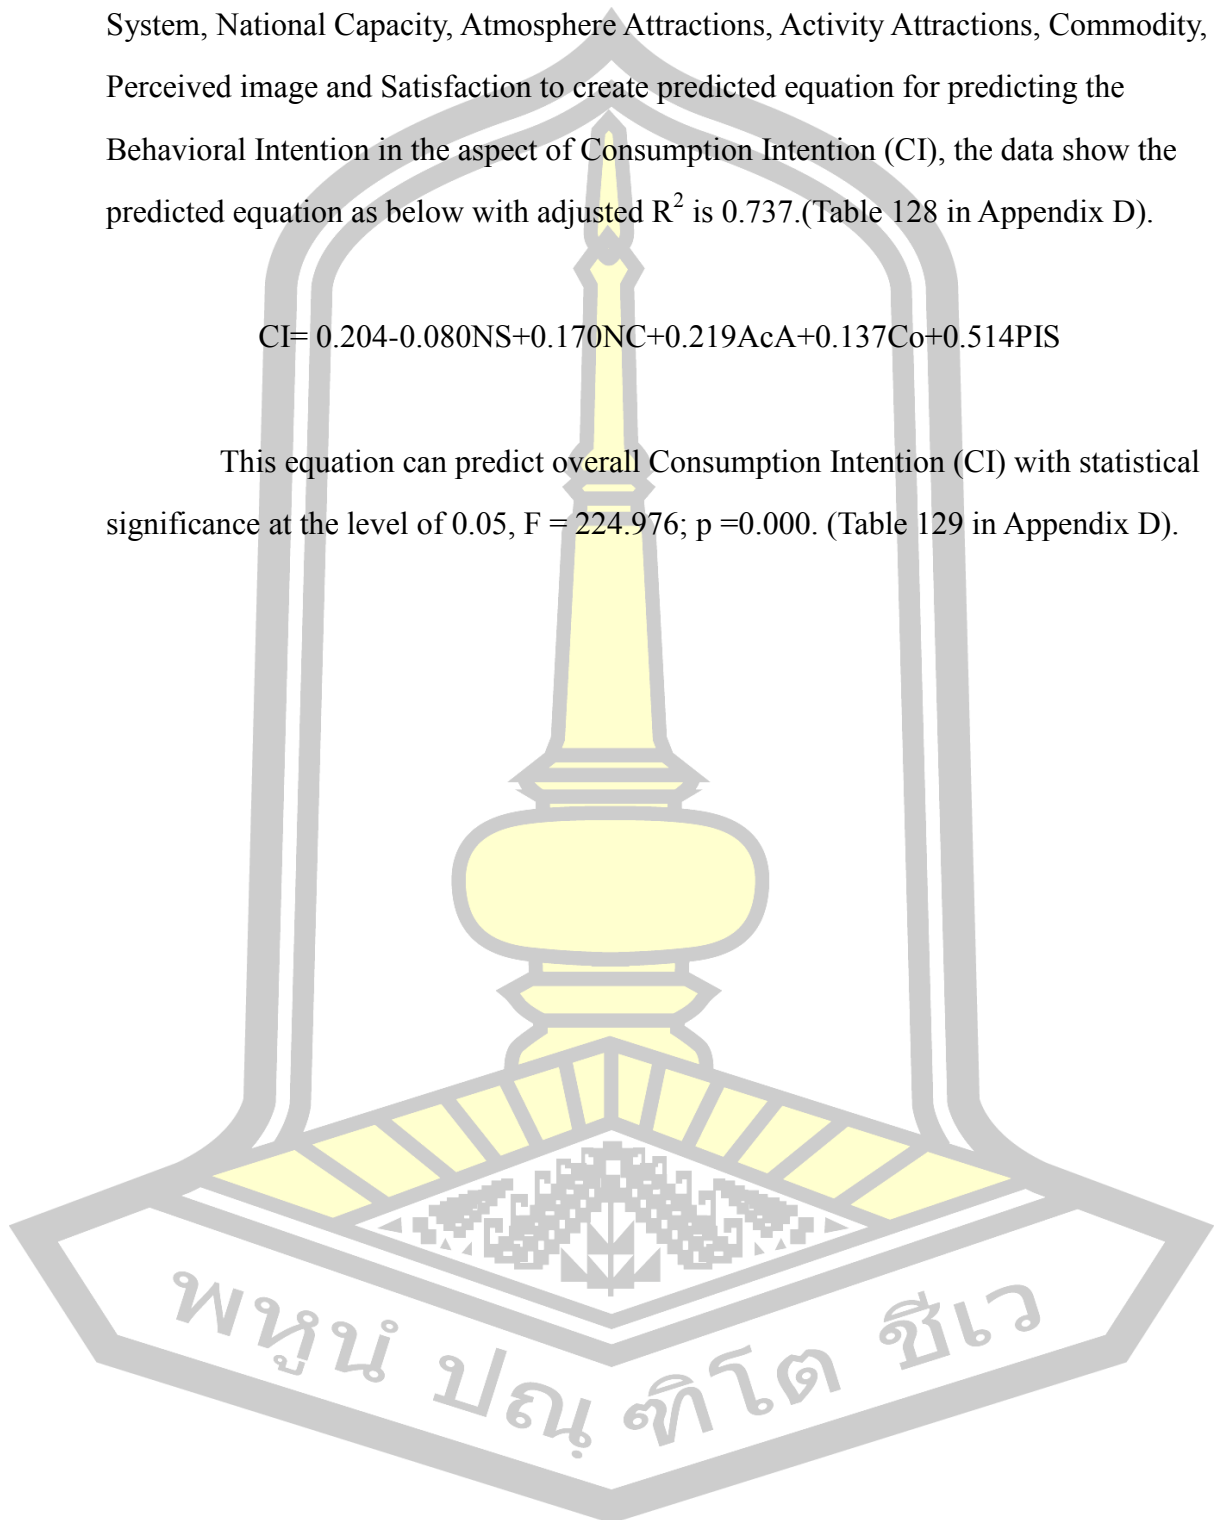 System, National Capacity, Atmosphere Attractions, Activity Attractions, Commodity,
Perceived image and Satisfaction to create predicted equation for predicting the
Behavioral Intention in the aspect of Consumption Intention (CI), the data show the
predicted equation as below with adjusted R² is 0.737.(Table 128 in Appendix D).
CI= 0.204-0.080NS+0.170NC+0.219AcA+0.137Co+0.514PIS
This equation can predict overall Consumption Intention (CI) with statistical
significance at the level of 0.05, F = 224.976; p =0.000. (Table 129 in Appendix D).
พหูนํ ปณฺ ฑิโต ชีเว